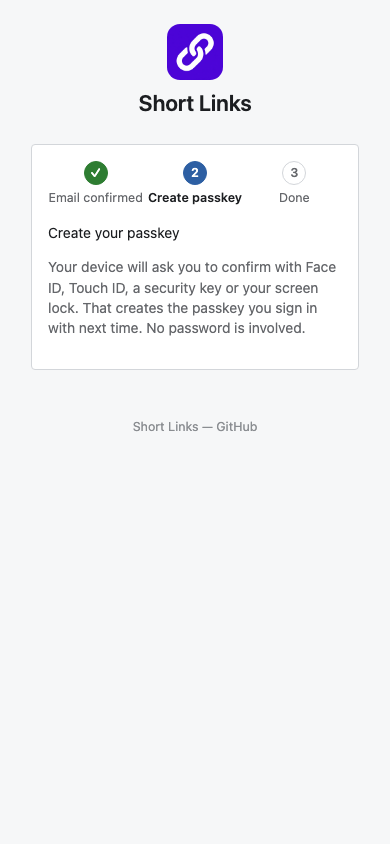 Short Links
2
3
Email confirmed
Create passkey
Done
Create your passkey
Your device will ask you to confirm with Face
ID, Touch ID, a security key or your screen
lock. That creates the passkey you sign in
with next time. No password is involved.
Short Links — GitHub